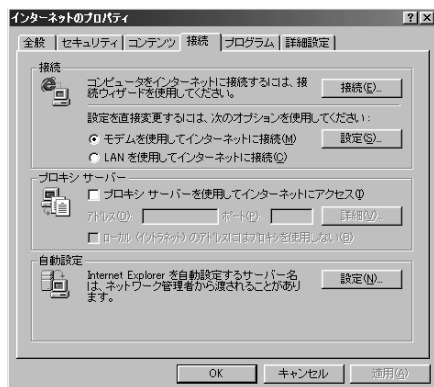 インターネットのプロパティ
全般 セキュリティ コンテンツ 接続 プログラム 詳細設定
接続
コンピュータをインターネットに接続するには、接
続ウィザードを使用してください。
接続(E)...
設定を直接変更するには、次のオプションを使用してください:
モデムを使用してインターネットに接続(M)
設定(S)...
LAN を使用してインターネットに接続(C)
プロキシ サーバー
プロキシ サーバーを使用してインターネットにアクセス(I)
アドレス(D): ポート(P): 詳細(V)...
ローカル (イントラネット) のアドレスにはプロキシを使用しない(B)
自動設定
Internet Explorer を自動設定するサーバー名
は、ネットワーク管理者から渡されることがあり
ます。
設定(N)...
OK キャンセル 適用(A)